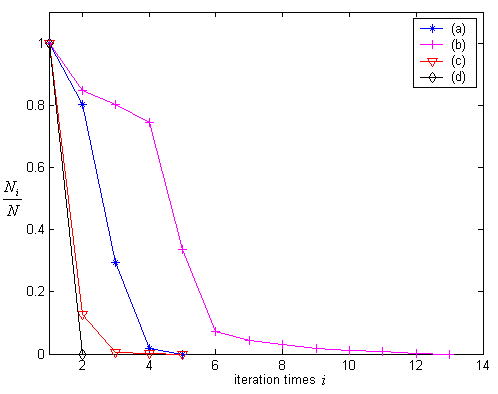 (a)
(b)
(c)
(d)
1
0.8
0.6
0.4
0.2
0
N_i
N
2 4 6 8 10 12 14
iteration times i